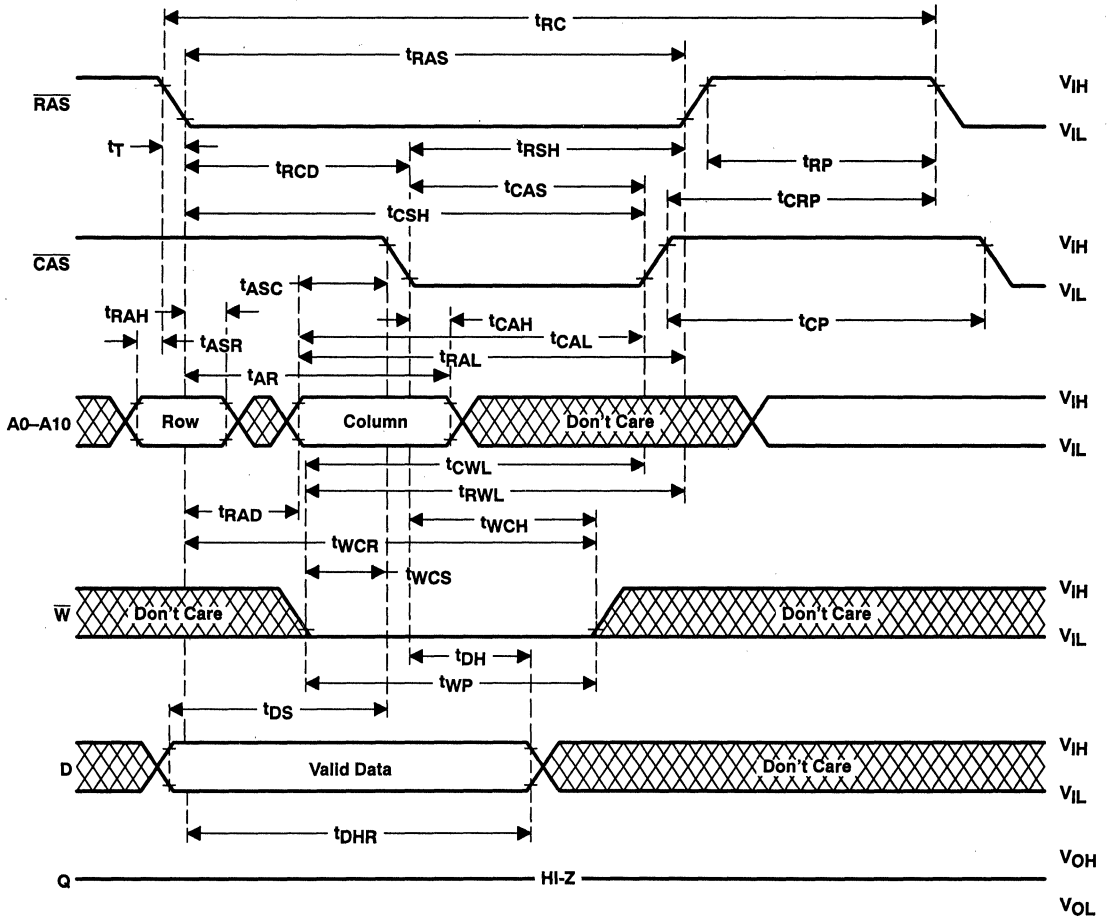 tRC
tRAS
RAS
VIH
VIL
tT
tRCD
tRSH
tRP
tCAS
tCRP
tCSH
CAS
VIH
VIL
tASC
tRAH
tCAH
tCP
tASR
tCAL
tRAL
tAR
A0–A10
Row
Column
Don't Care
VIH
VIL
tCWL
tRWL
tRAD
tWCH
tWCR
tWCS
W
Don't Care
Don't Care
VIH
VIL
tDH
tWP
tDS
D
Valid Data
Don't Care
VIH
VIL
tDHR
VOH
Q
HI-Z
VOL